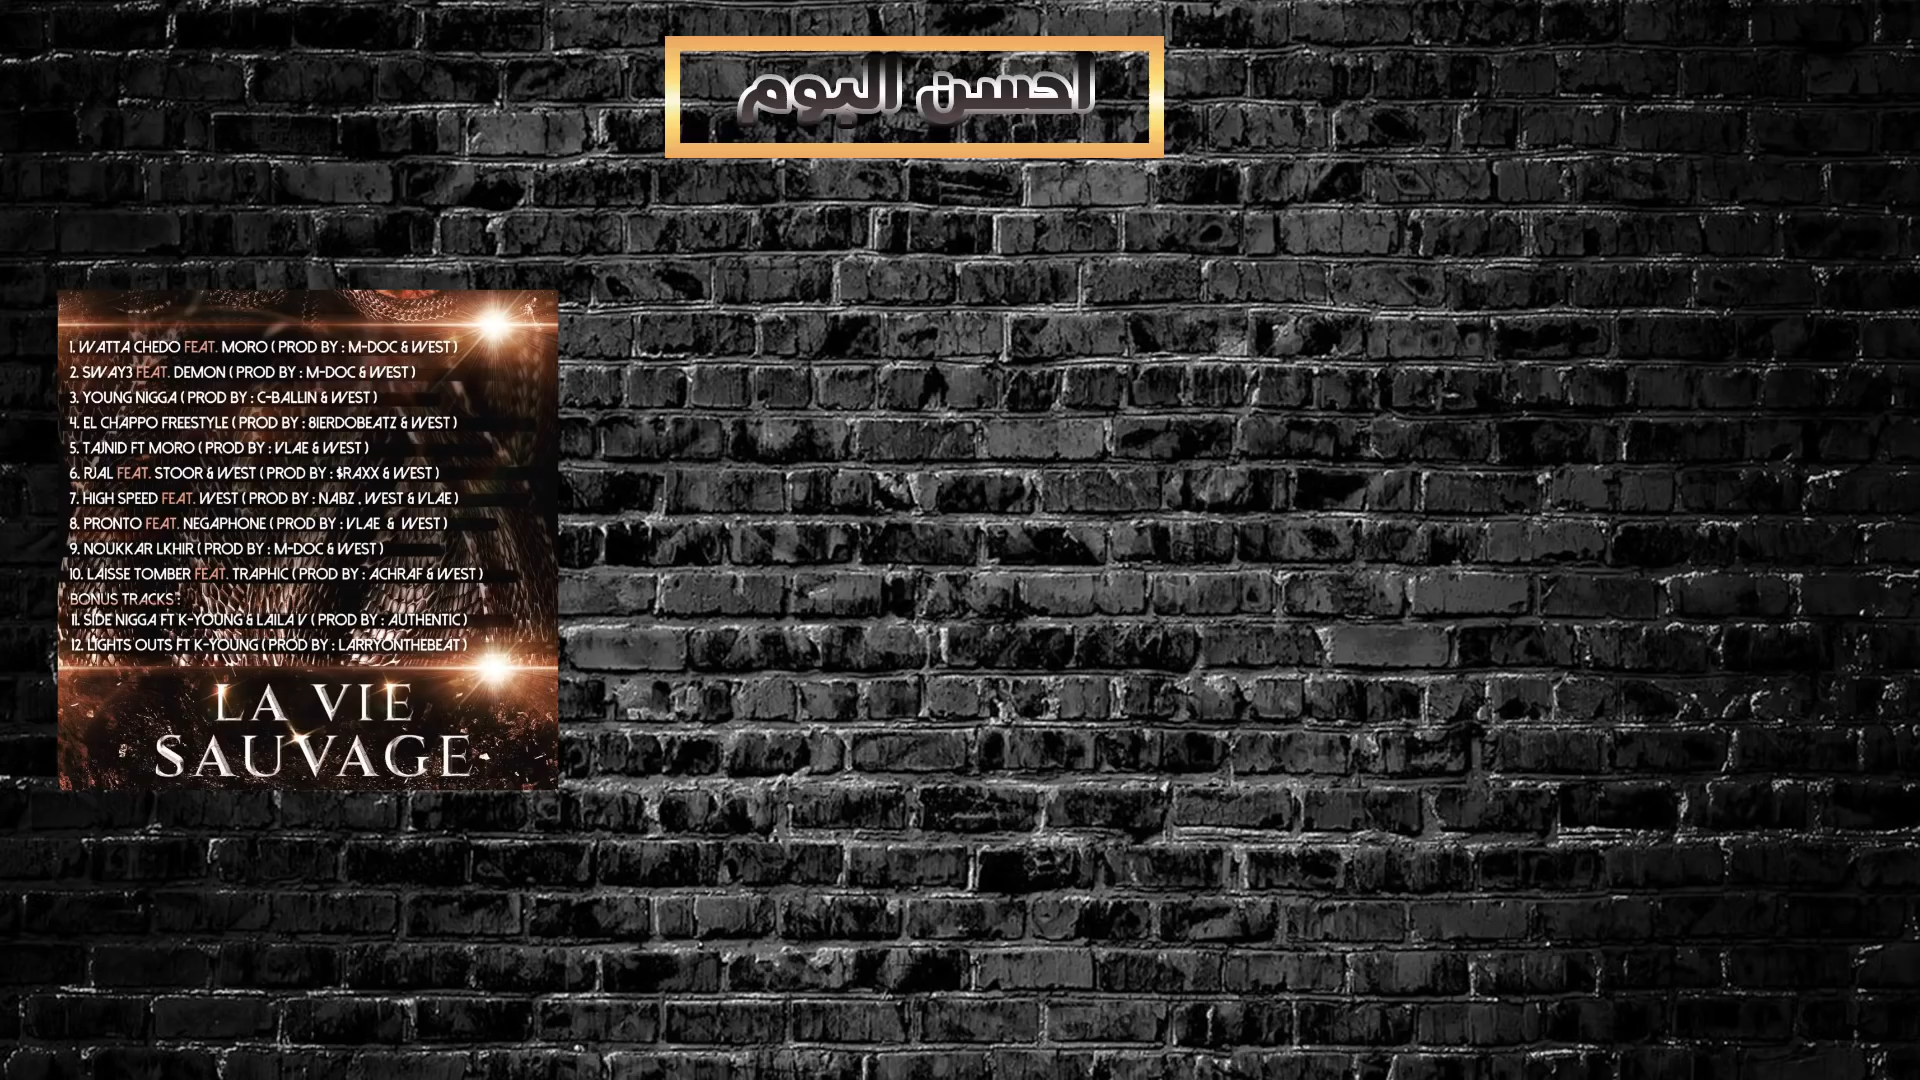 احسن البوم
1. WATTA CHEDO FEAT. MORO ( PROD BY : M-DOC & WEST )
2. SWAY3 FEAT. DEMON ( PROD BY : M-DOC & WEST )
3. YOUNG NIGGA ( PROD BY : C-BALLIN & WEST )
4. EL CHAPPO FREESTYLE ( PROD BY : 8IERDOBEATZ & WEST )
5. TAJNID FT MORO ( PROD BY : VLAE & WEST )
6. RJAL FEAT. STOOR & WEST ( PROD BY : $RAXX & WEST )
7. HIGH SPEED FEAT. WEST ( PROD BY : NABZ , WEST & VLAE )
8. PRONTO FEAT. NEGAPHONE ( PROD BY : VLAE & WEST )
9. NOUKKAR LKHIR ( PROD BY : M-DOC & WEST )
10. LAISSE TOMBER FEAT. TRAPHIC ( PROD BY : ACHRAF & WEST )
BONUS TRACKS :
11. SIDE NIGGA FT K-YOUNG & LAILA V ( PROD BY : AUTHENTIC )
12. LIGHTS OUTS FT K-YOUNG ( PROD BY : LARRYONTHEBEAT )
LA VIE
SAUVAGE